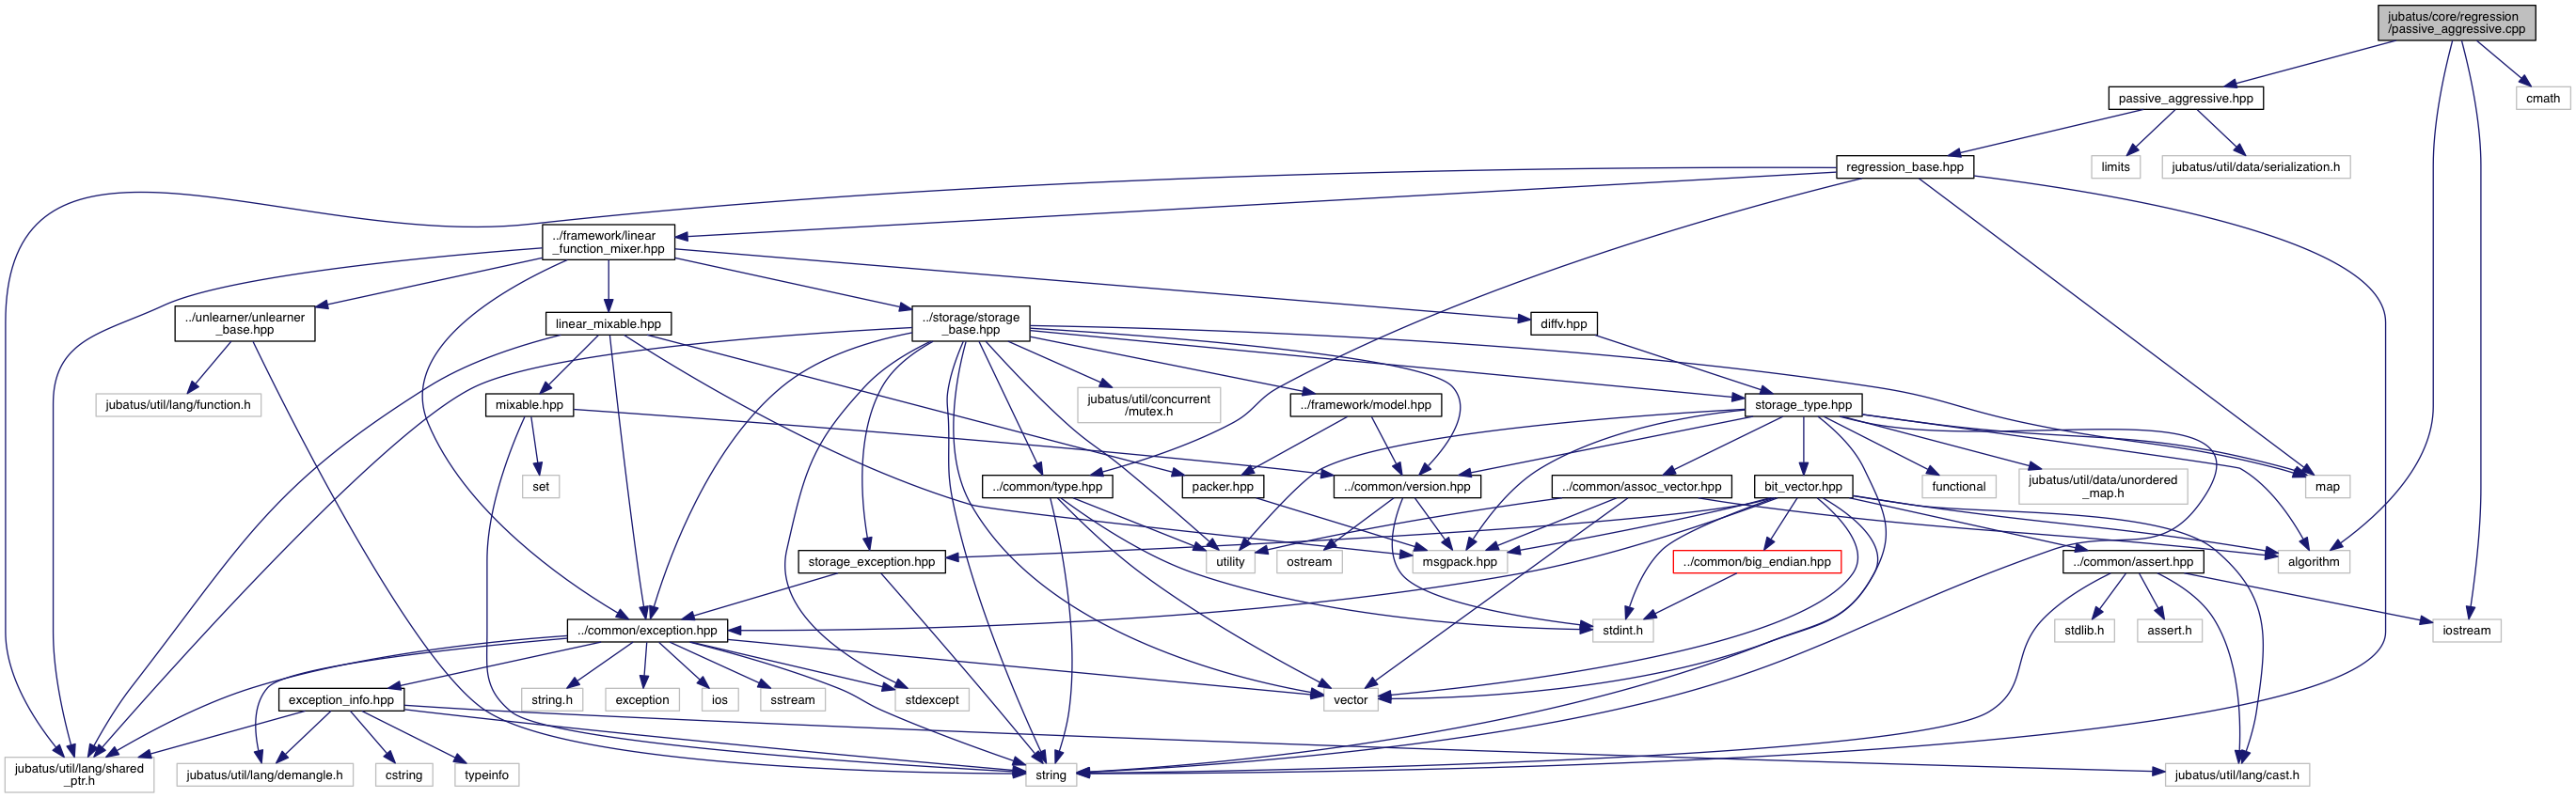 jubatus/core/regression
/passive_aggressive.cpp
passive_aggressive.hpp
cmath
regression_base.hpp
limits
jubatus/util/data/serialization.h
../framework/linear
_function_mixer.hpp
../unlearner/unlearner
_base.hpp
linear_mixable.hpp
../storage/storage
_base.hpp
diffv.hpp
jubatus/util/lang/function.h
mixable.hpp
jubatus/util/concurrent
/mutex.h
../framework/model.hpp
storage_type.hpp
set
../common/type.hpp
packer.hpp
../common/version.hpp
../common/assoc_vector.hpp
bit_vector.hpp
functional
jubatus/util/data/unordered
_map.h
map
storage_exception.hpp
utility
ostream
msgpack.hpp
../common/big_endian.hpp
../common/assert.hpp
algorithm
../common/exception.hpp
stdint.h
stdlib.h
assert.h
iostream
exception_info.hpp
string.h
exception
ios
sstream
stdexcept
vector
jubatus/util/lang/shared
_ptr.h
jubatus/util/lang/demangle.h
cstring
typeinfo
string
jubatus/util/lang/cast.h